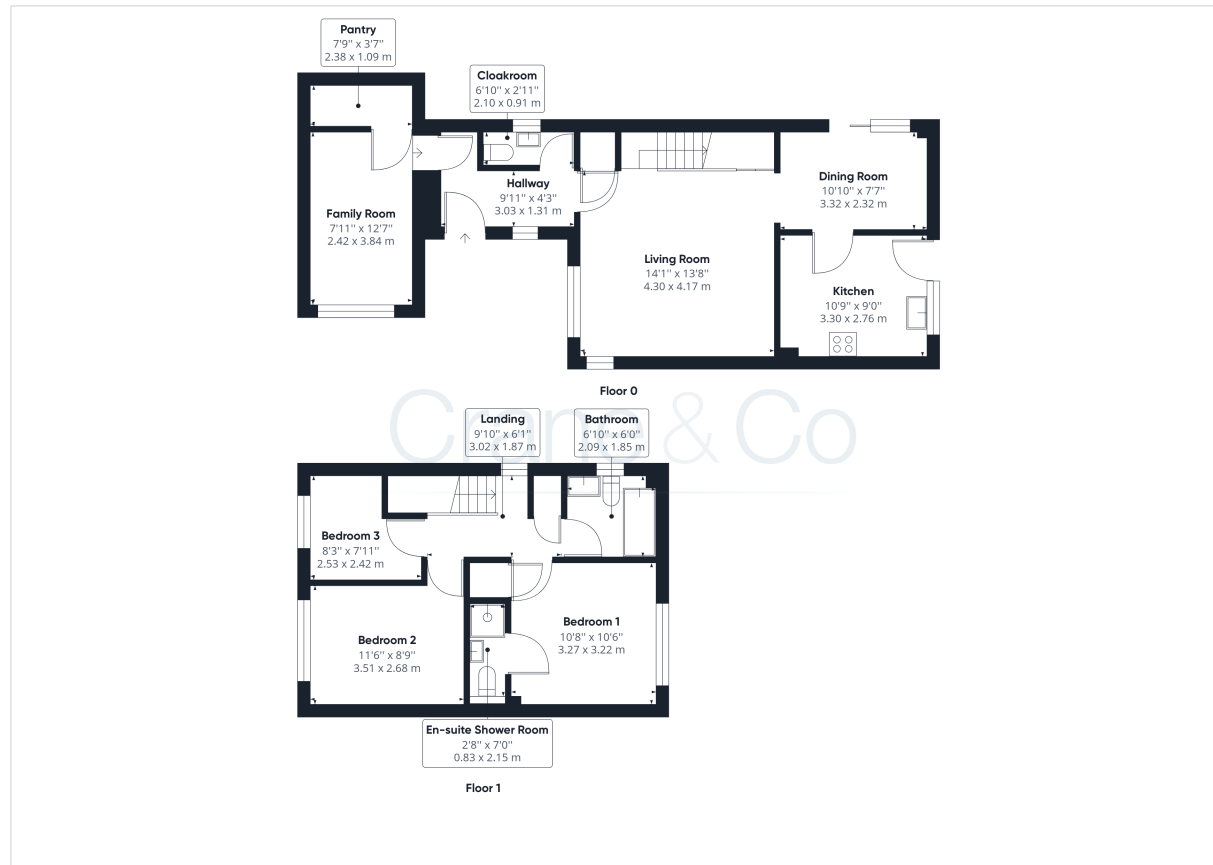 Pantry
7'9" x 3'7"
2.38 x 1.09 m
Cloakroom
6'10" x 2'11"
2.10 x 0.91 m
Hallway
9'11" x 4'3"
3.03 x 1.31 m
Family Room
7'11" x 12'7"
2.42 x 3.84 m
Dining Room
10'10" x 7'7"
3.32 x 2.32 m
Living Room
14'1" x 13'8"
4.30 x 4.17 m
Kitchen
10'9" x 9'0"
3.30 x 2.76 m
Floor 0
Crane & Co
Landing
9'10" x 6'1"
3.02 x 1.87 m
Bathroom
6'10" x 6'0"
2.09 x 1.85 m
Bedroom 3
8'3" x 7'11"
2.53 x 2.42 m
Bedroom 2
11'6" x 8'9"
3.51 x 2.68 m
Bedroom 1
10'8" x 10'6"
3.27 x 3.22 m
En-suite Shower Room
2'8" x 7'0"
0.83 x 2.15 m
Floor 1